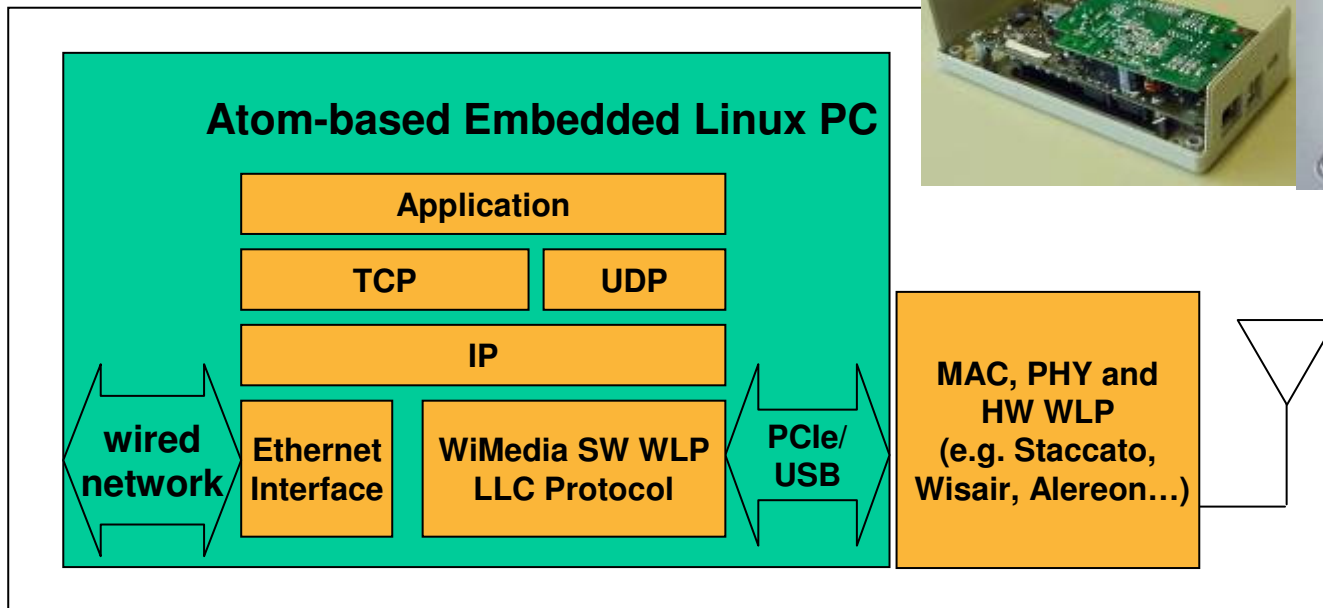 Atom-based Embedded Linux PC
Application
TCP
UDP
IP
wired
network
Ethernet
Interface
WiMedia SW WLP
LLC Protocol
PCIe/
USB
MAC, PHY and
HW WLP
(e.g. Staccato,
Wisair, Alereon…)